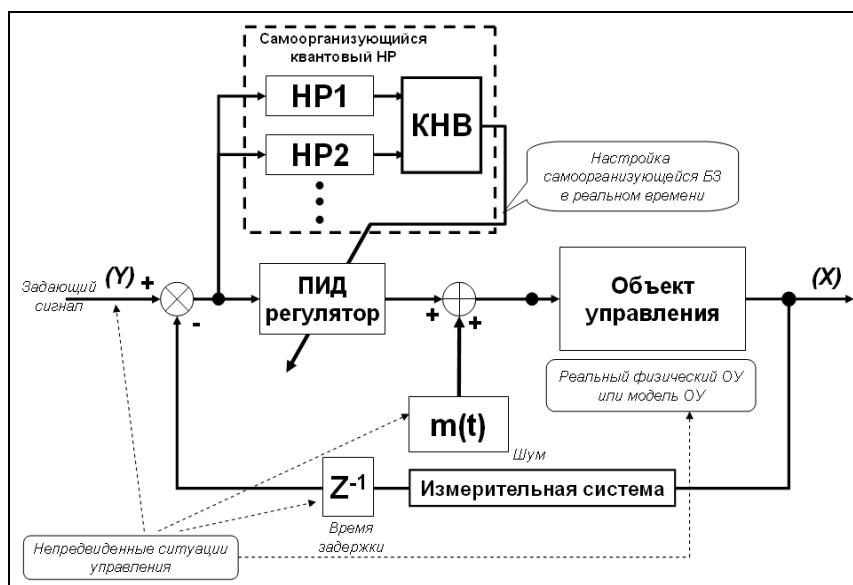 Самоорганизующийся
квантовый НР
НР1
КНВ
НР2
Настройка
самоорганизующейся БЗ
в реальном времени
Задающий
сигнал
(Y)
+
-
ПИД
регулятор
+
+
Объект
управления
(X)
Реальный физический ОУ
или модель ОУ
m(t)
Шум
Z-1
Измерительная система
Время
задержки
Непредвиденные ситуации
управления